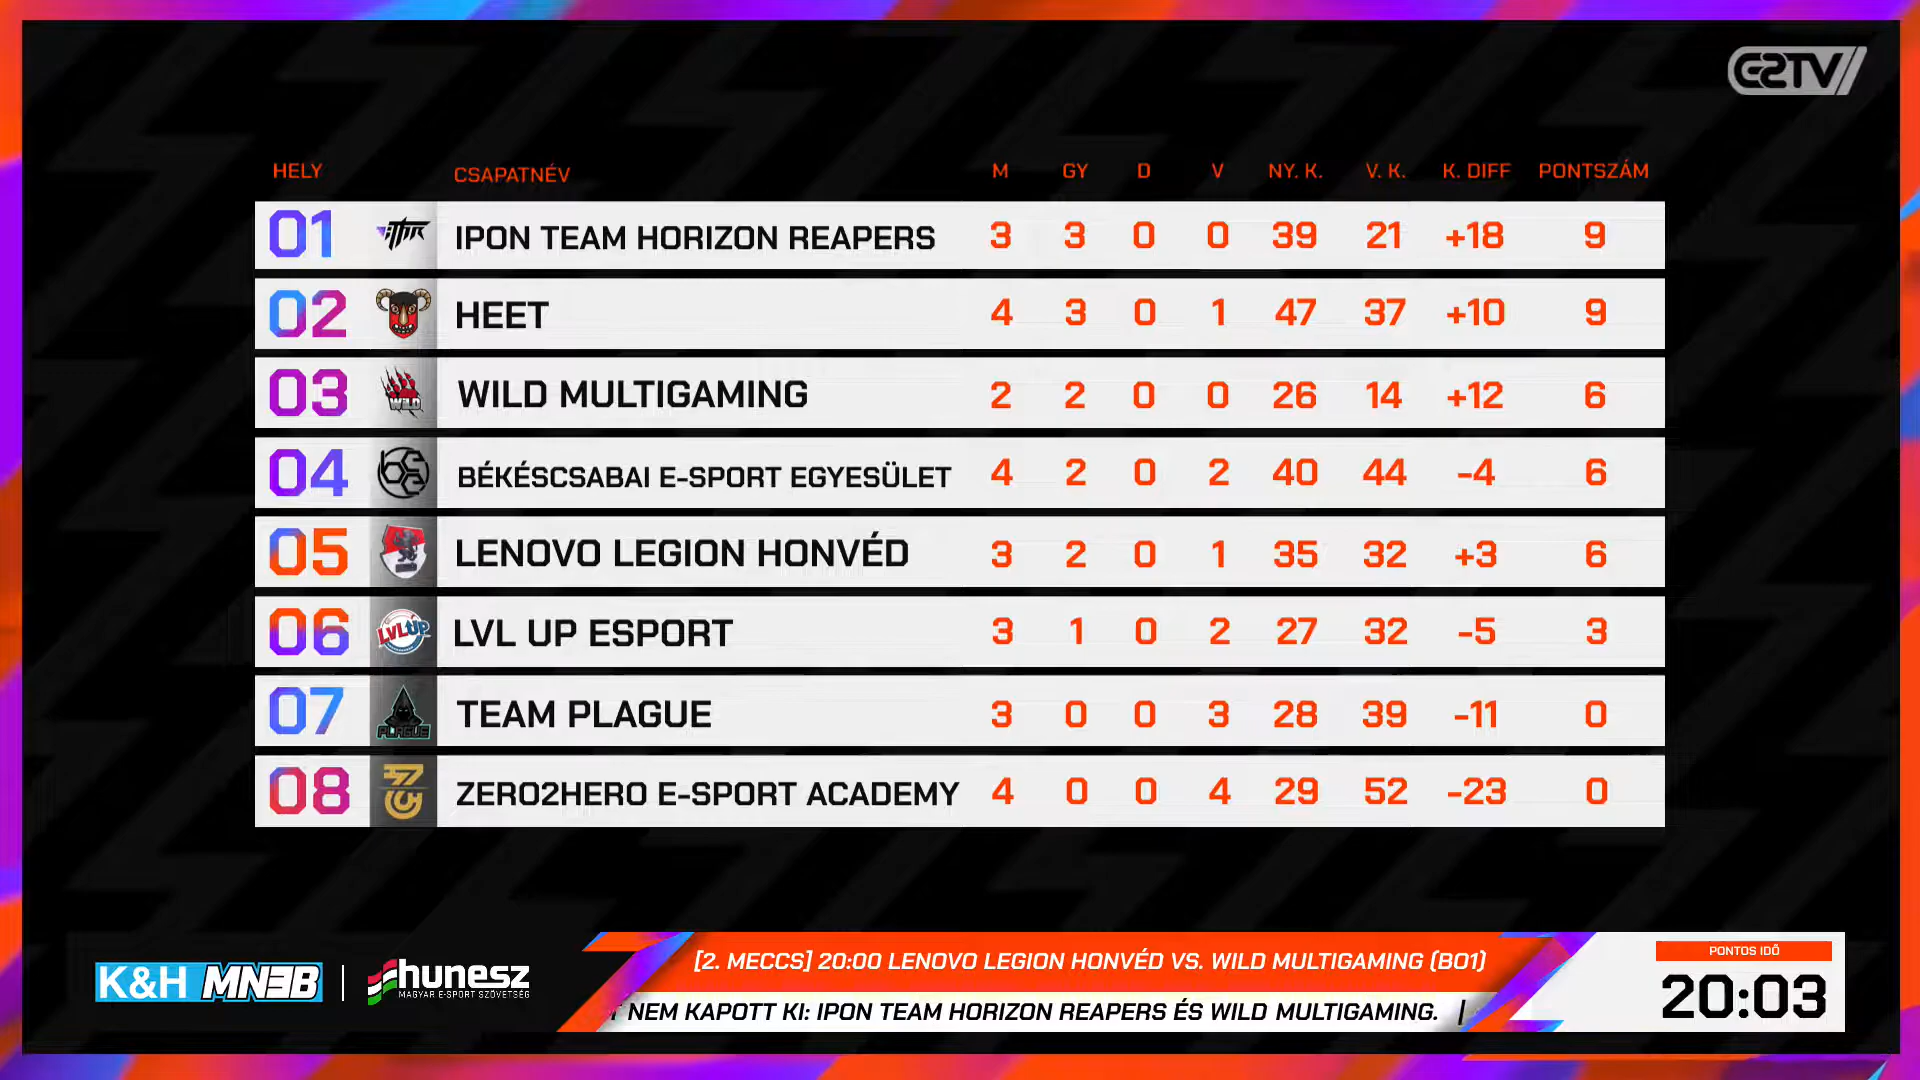 C2TV
HELY CSAPATNÉV M GY D V NY. K. V. K. K. DIFF PONTSZÁM
01 ITHR IPON TEAM HORIZON REAPERS 3 3 0 0 39 21 +18 9
02 HEET 4 3 0 1 47 37 +10 9
03 WILD WILD MULTIGAMING 2 2 0 0 26 14 +12 6
04 BÉKÉSCSABAI E-SPORT EGYESÜLET 4 2 0 2 40 44 -4 6
05 LENOVO LEGION HONVÉD 3 2 0 1 35 32 +3 6
06 LVLUP LVL UP ESPORT 3 1 0 2 27 32 -5 3
07 PLAGUE TEAM PLAGUE 3 0 0 3 28 39 -11 0
08 ZERO2HERO E-SPORT ACADEMY 4 0 0 4 29 52 -23 0
[2. MECCS] 20:00 LENOVO LEGION HONVÉD VS. WILD MULTIGAMING (BO1)
T NEM KAPOTT KI: IPON TEAM HORIZON REAPERS ÉS WILD MULTIGAMING. |
K&H MNEB | hunesz
MAGYAR E-SPORT SZÖVETSÉG
PONTOS IDŐ
20:03